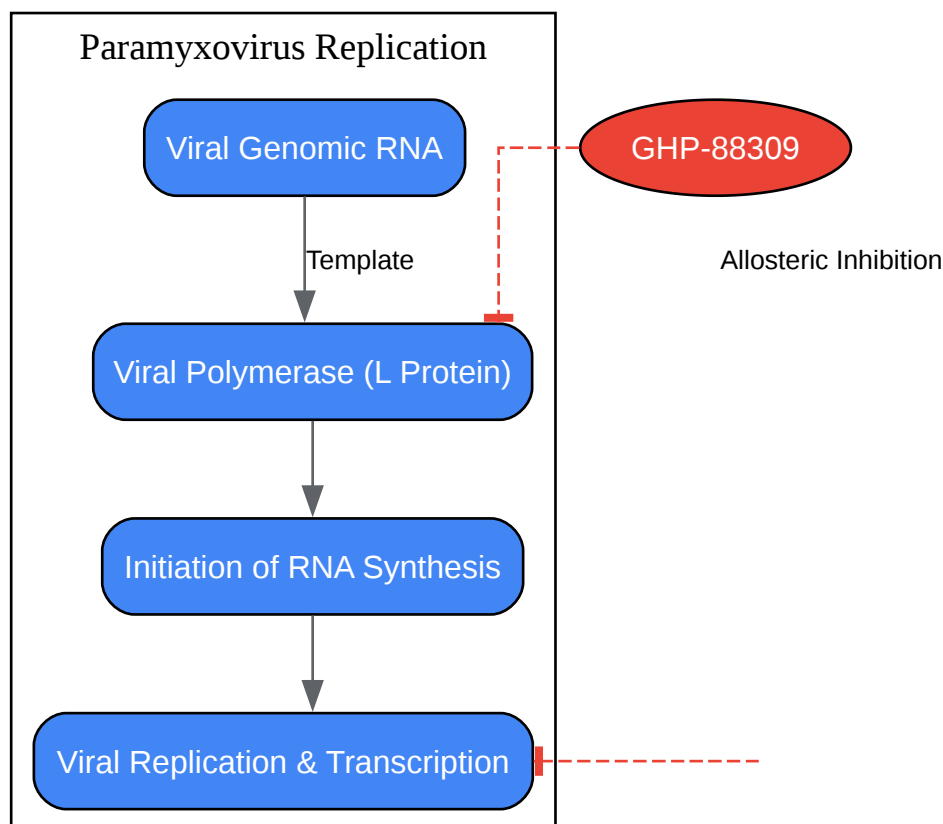 Paramyxovirus Replication
Viral Genomic RNA
GHP-88309
Template
Allosteric Inhibition
Viral Polymerase (L Protein)
Initiation of RNA Synthesis
Viral Replication & Transcription